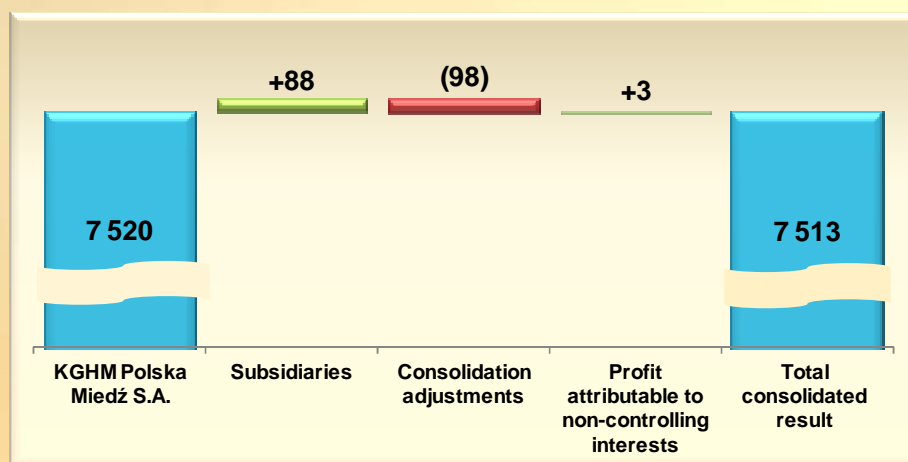 +88
(98)
+3
7 520
7 513
KGHM Polska
Miedź S.A.
Subsidiaries
Consolidation
adjustments
Profit
attributable to
non-controlling
interests
Total
consolidated
result